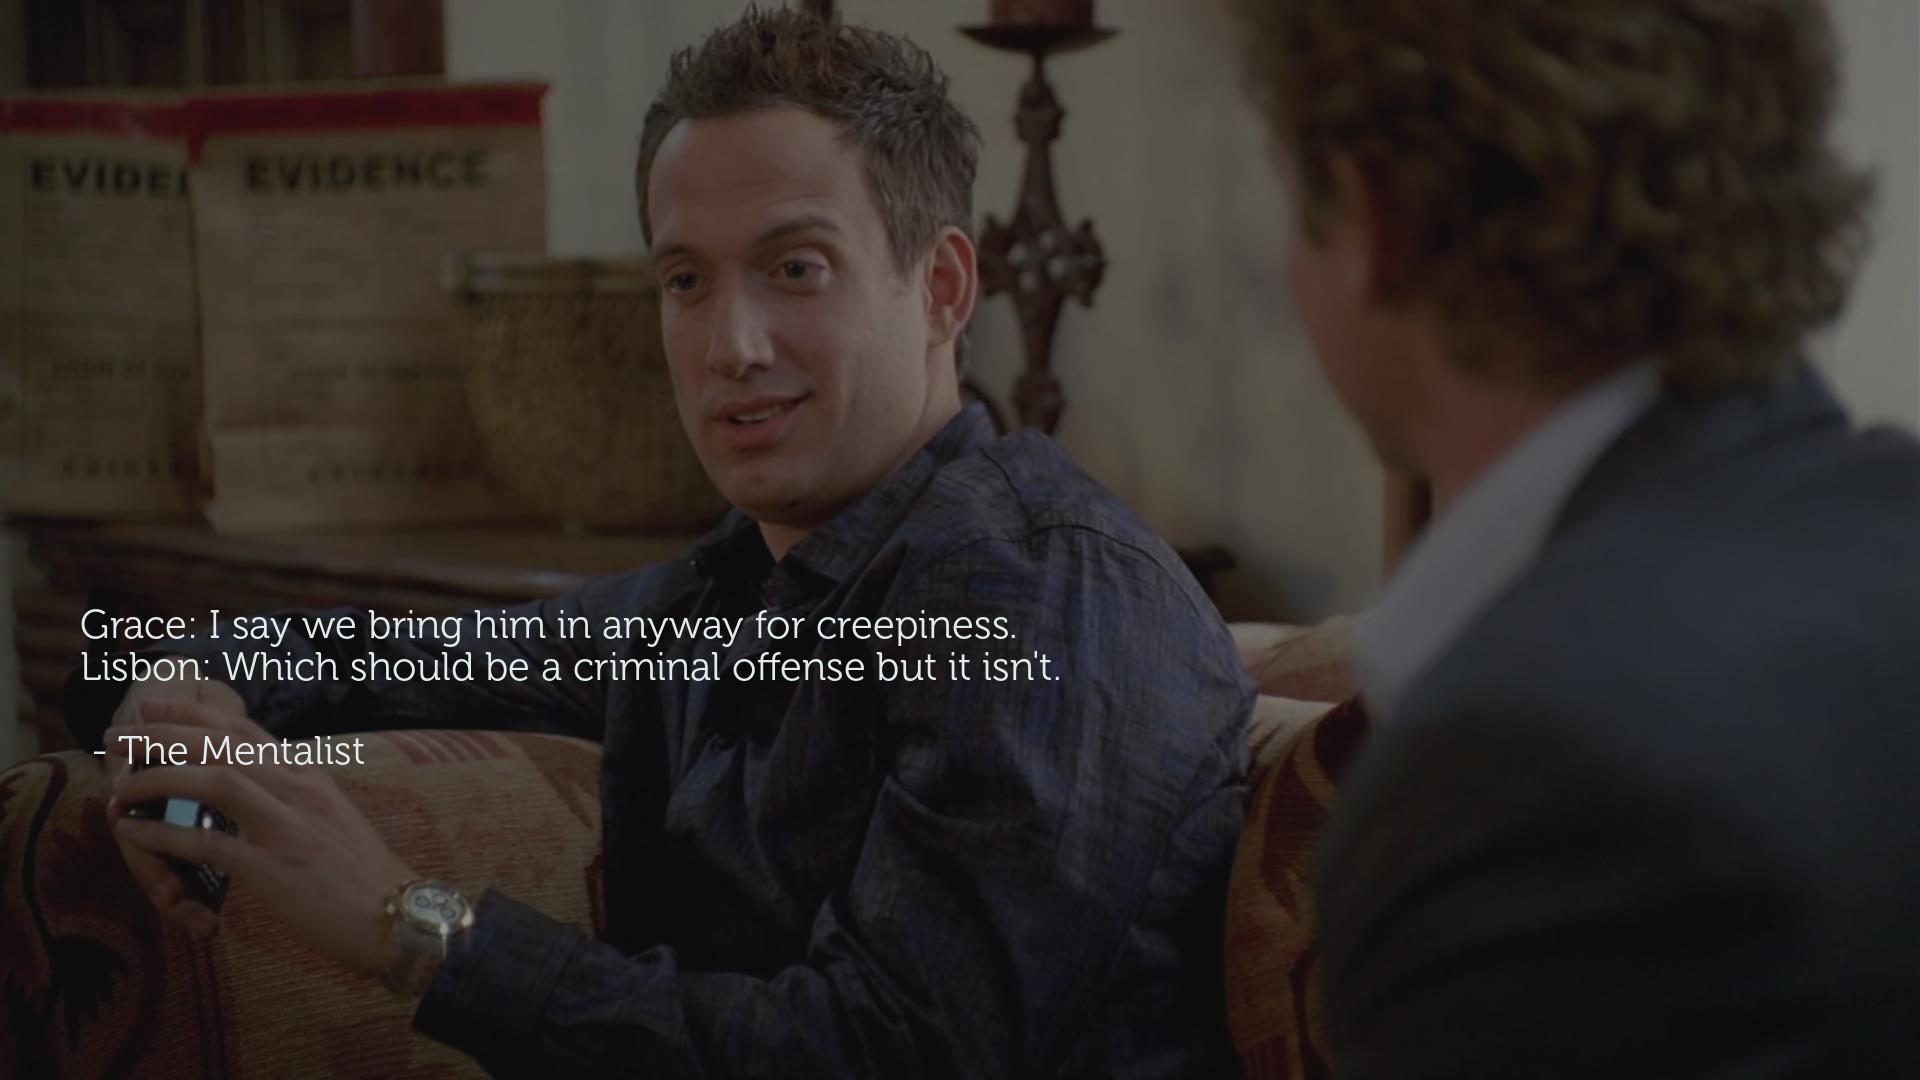 EVIDE
EVIDENCE
Grace: I say we bring him in anyway for creepiness.
Lisbon: Which should be a criminal offense but it isn't.
- The Mentalist